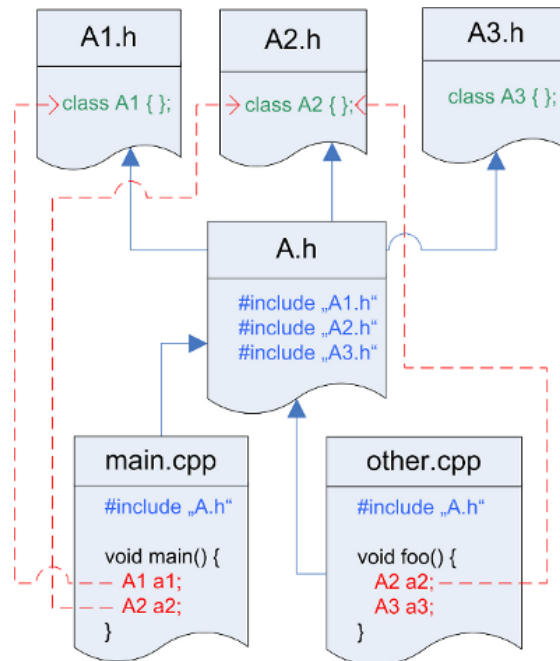 A1.h
class A1 { };
A2.h
class A2 { };
A3.h
class A3 { };
A.h
#include „A1.h“
#include „A2.h“
#include „A3.h“
main.cpp
#include „A.h“
void main() {
A1 a1;
A2 a2;
}
other.cpp
#include „A.h“
void foo() {
A2 a2;
A3 a3;
}